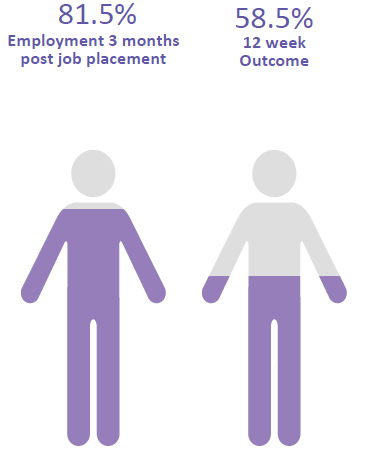 81.5%
Employment 3 months
post job placement
58.5%
12 week
Outcome